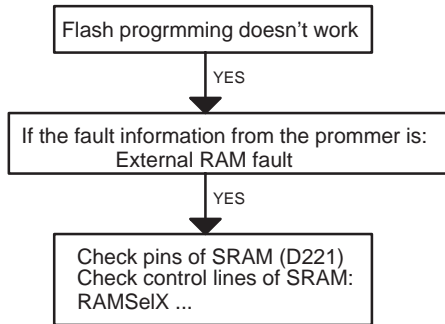 Flash progrmming doesn't work
YES
If the fault information from the prommer is:
External RAM fault
YES
Check pins of SRAM (D221)
Check control lines of SRAM:
RAMSelX ...